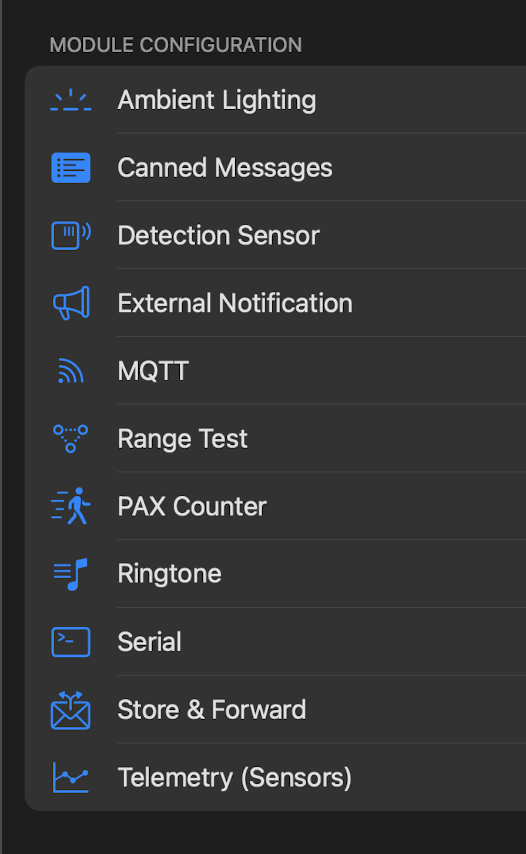 MODULE CONFIGURATION
Ambient Lighting
Canned Messages
Detection Sensor
External Notification
MQTT
Range Test
PAX Counter
Ringtone
Serial
Store & Forward
Telemetry (Sensors)